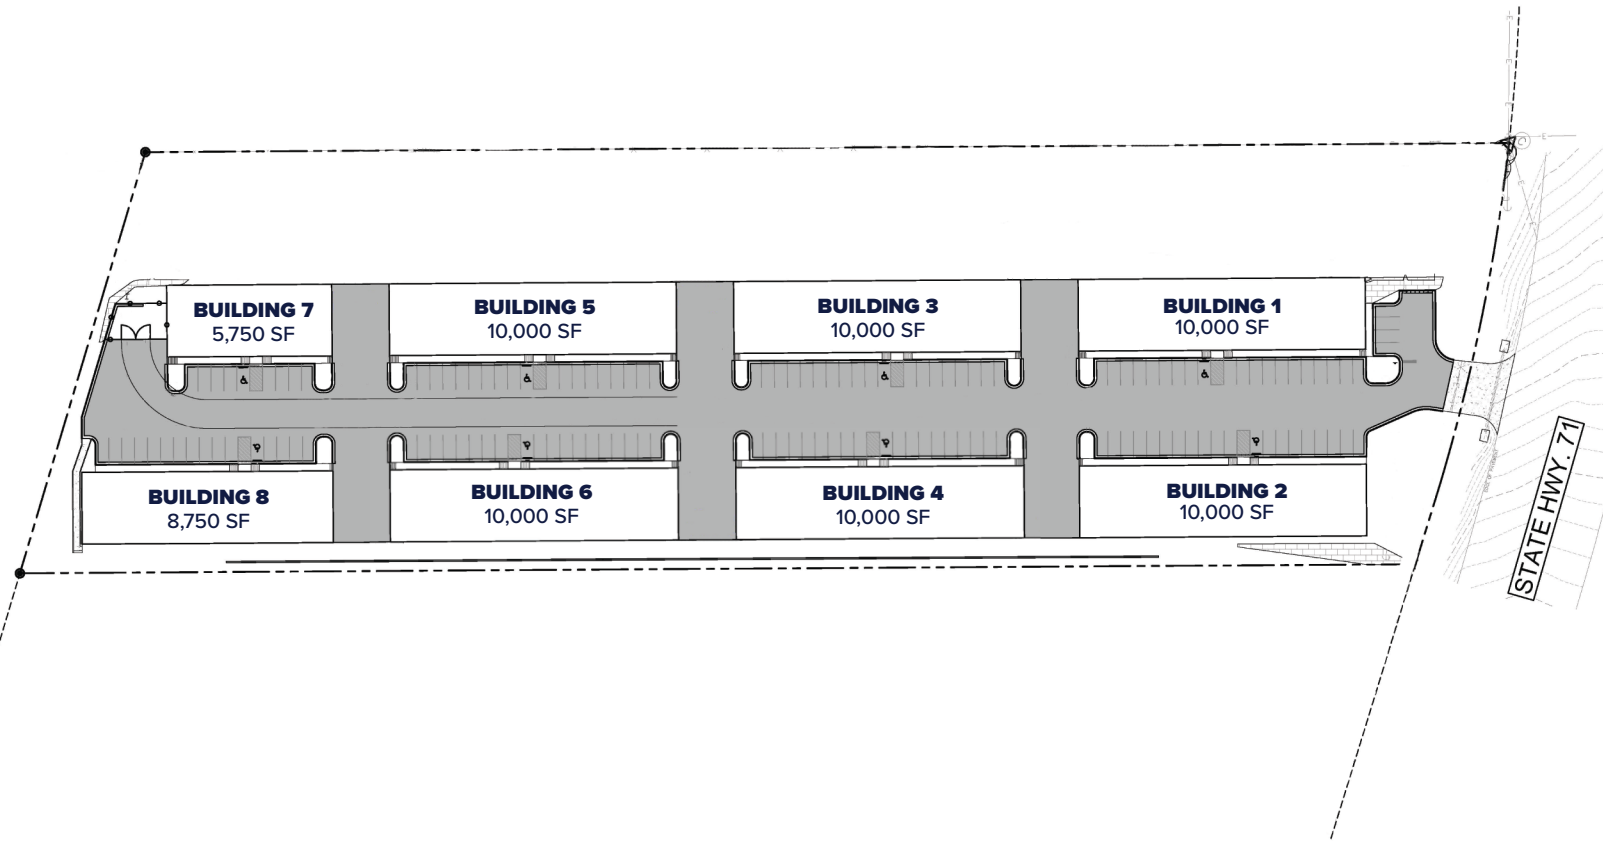 BUILDING 7
5,750 SF
BUILDING 5
10,000 SF
BUILDING 3
10,000 SF
BUILDING 1
10,000 SF
BUILDING 8
8,750 SF
BUILDING 6
10,000 SF
BUILDING 4
10,000 SF
BUILDING 2
10,000 SF
STATE HWY. 71